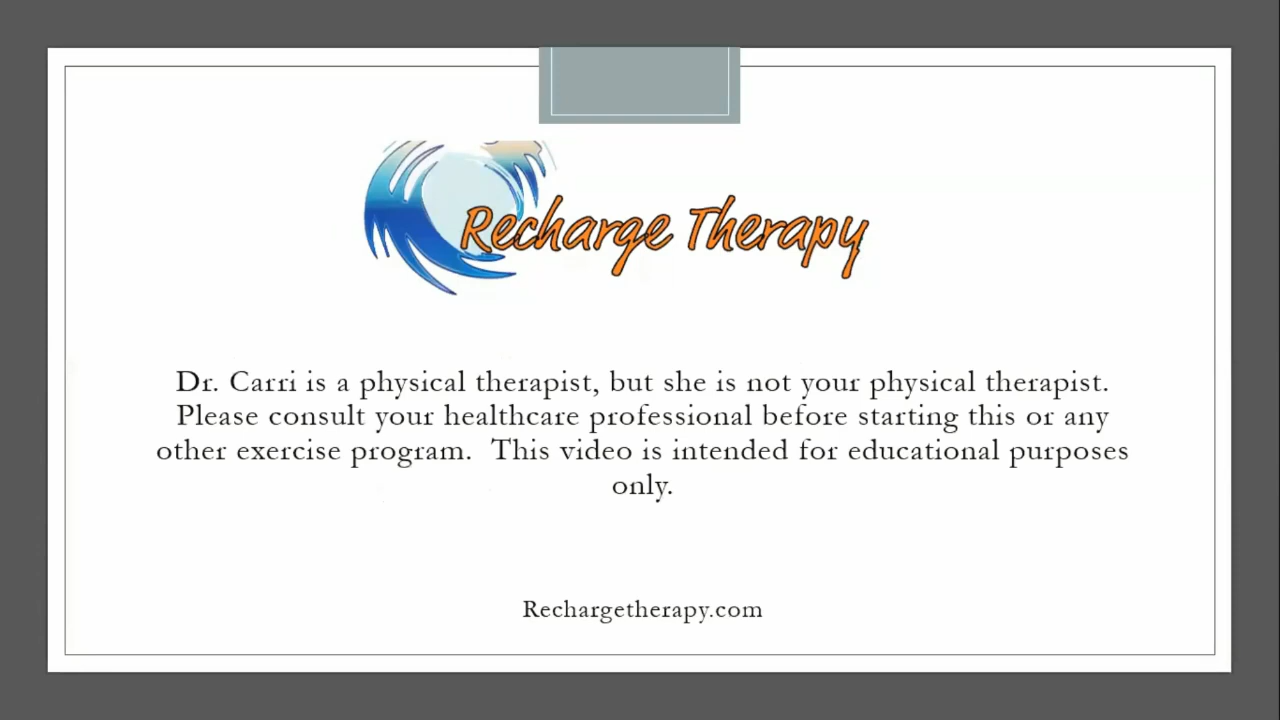 Recharge Therapy
Dr. Carri is a physical therapist, but she is not your physical therapist.
Please consult your healthcare professional before starting this or any
other exercise program.  This video is intended for educational purposes
only.
Rechargetherapy.com